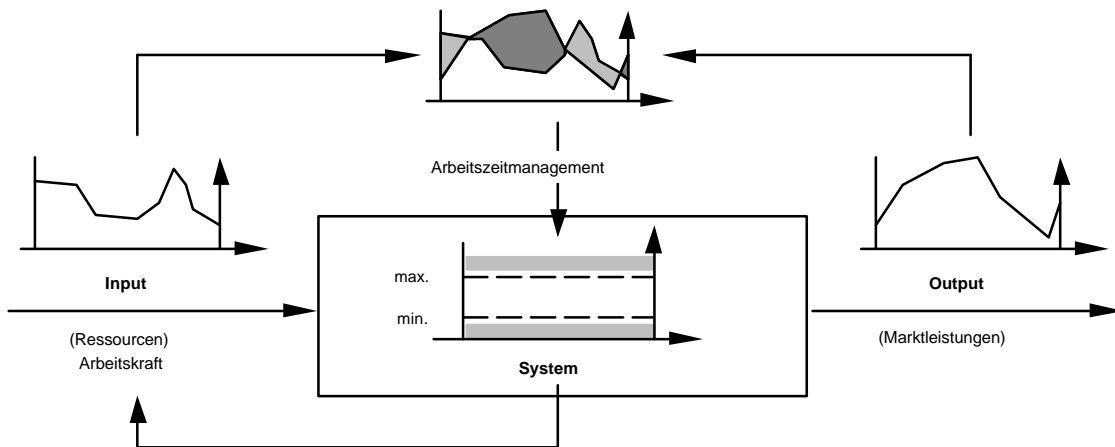 Arbeitszeitmanagement
max.
Input
Output
min.
(Ressourcen)
Arbeitskraft
(Marktleistungen)
System